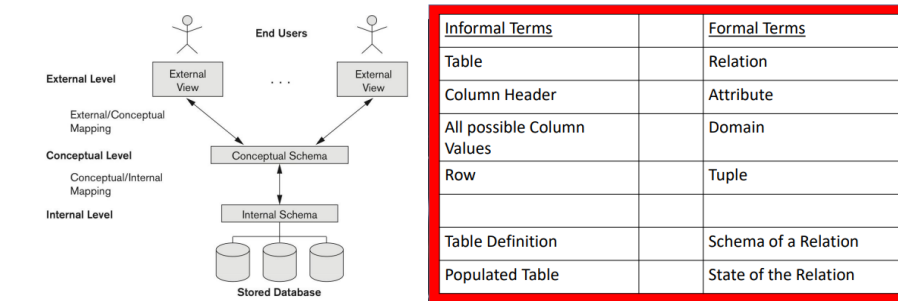 End Users
External Level
External
View
. . .
External
View
External/Conceptual
Mapping
Conceptual Level
Conceptual Schema
Conceptual/Internal
Mapping
Internal Level
Internal Schema
Stored Database
Informal Terms Formal Terms
Table Relation
Column Header Attribute
All possible Column Domain
Values
Row Tuple
Table Definition Schema of a Relation
Populated Table State of the Relation